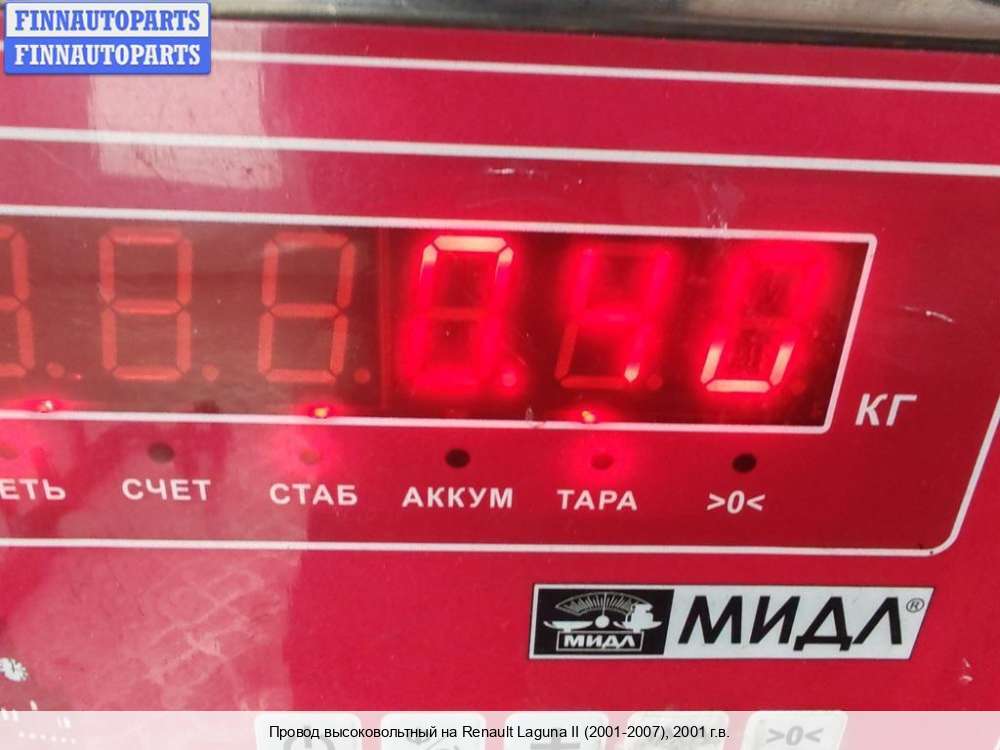 FINNAUTOPARTS
FINNAUTOPARTS
КГ
ЕТЬ СЧЕТ СТАБ АККУМ ТАРА >0<
МИДЛ МИДЛ®
>0<
Провод высоковольтный на Renault Laguna II (2001-2007), 2001 г.в.